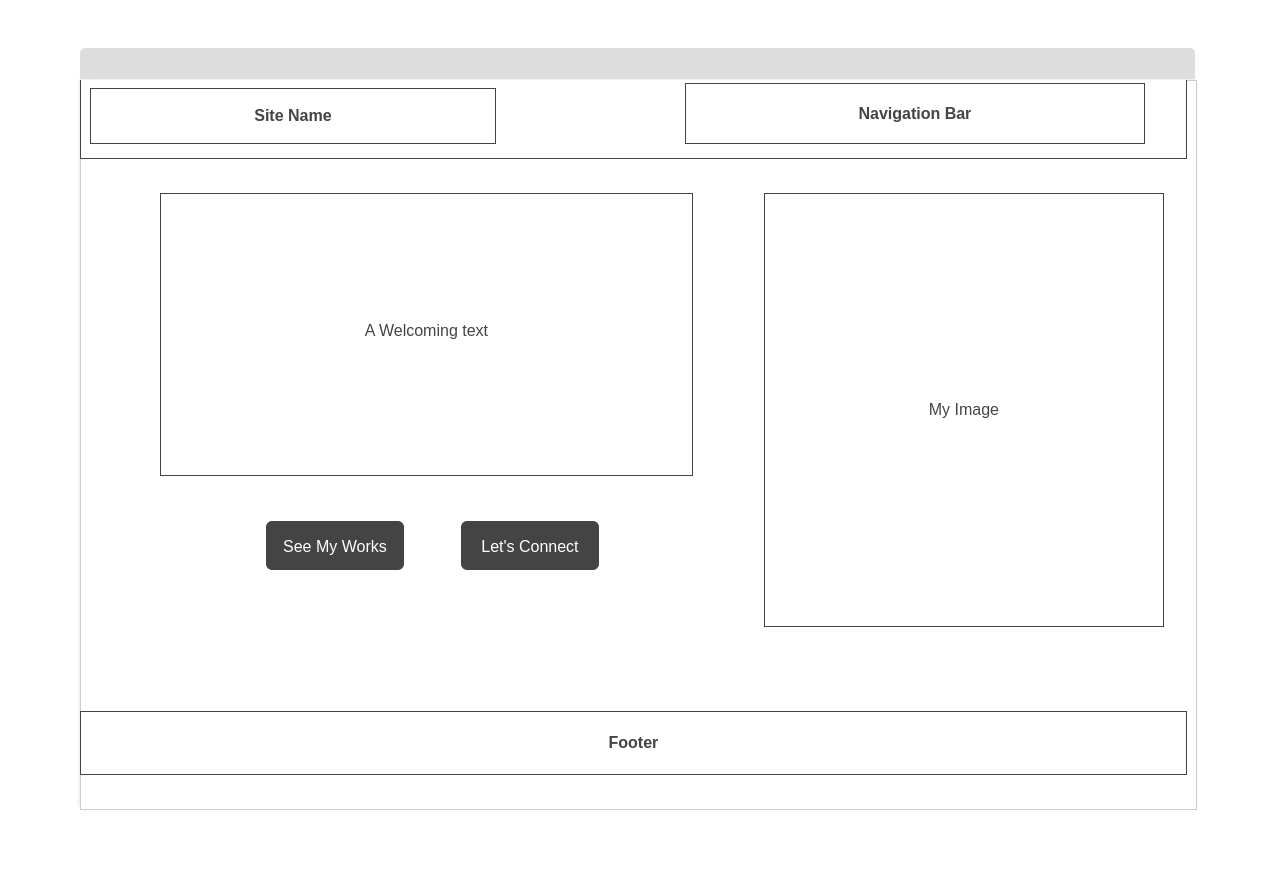 Site Name
Navigation Bar
A Welcoming text
My Image
See My Works
Let's Connect
Footer